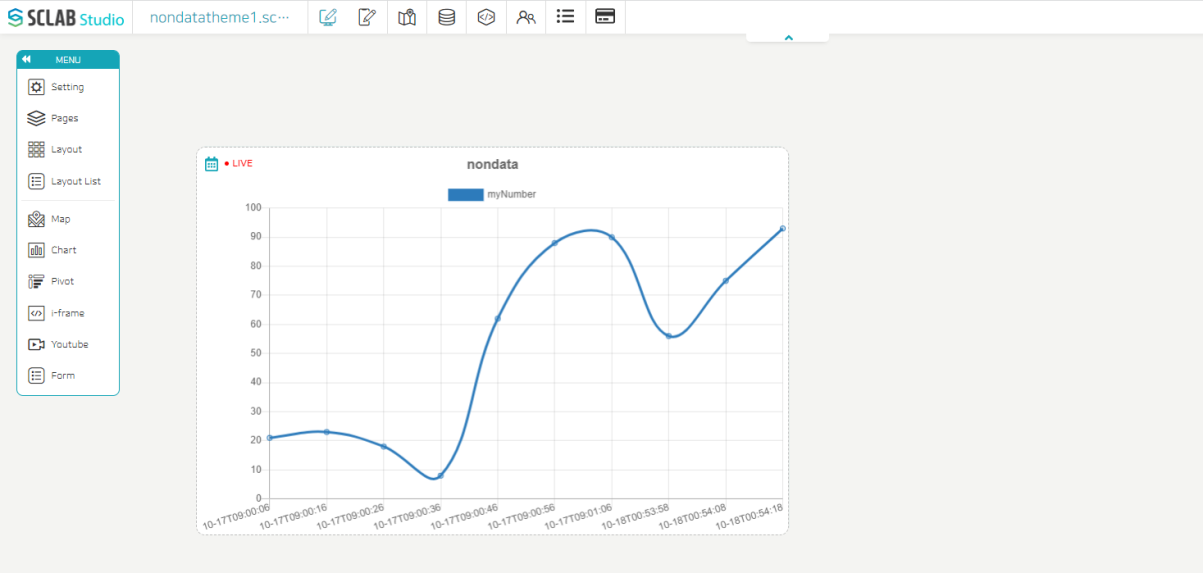 SCLAB Studio
nondatatheme1.sc···
MENU
Setting
Pages
Layout
Layout List
Map
Chart
Pivot
i-frame
Youtube
Form
LIVE
nondata
myNumber
100
90
80
70
60
50
40
30
20
10
0
10-17T09:00:06
10-17T09:00:16
10-17T09:00:26
10-17T09:00:36
10-17T09:00:46
10-17T09:00:56
10-17T09:01:06
10-18T00:53:58
10-18T00:54:08
10-18T00:54:18